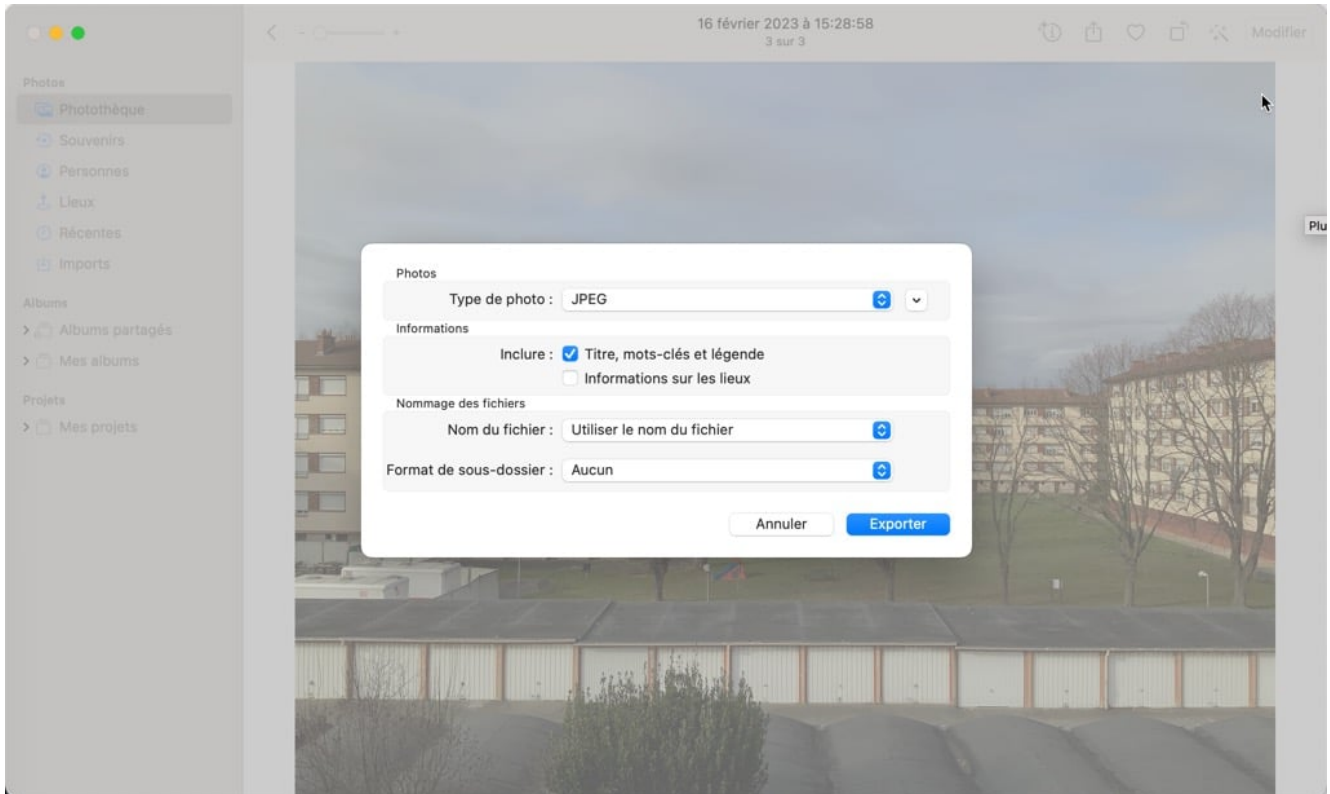 16 février 2023 à 15:28:58
3 sur 3
Modifier
Photos
Photothèque
Souvenirs
Personnes
Lieux
Récentes
Imports
Albums
Albums partagés
Mes albums
Projets
Mes projets
Photos
Type de photo : JPEG
Informations
Inclure : Titre, mots-clés et légende
Informations sur les lieux
Nommage des fichiers
Nom du fichier : Utiliser le nom du fichier
Format de sous-dossier : Aucun
Annuler Exporter
Plu